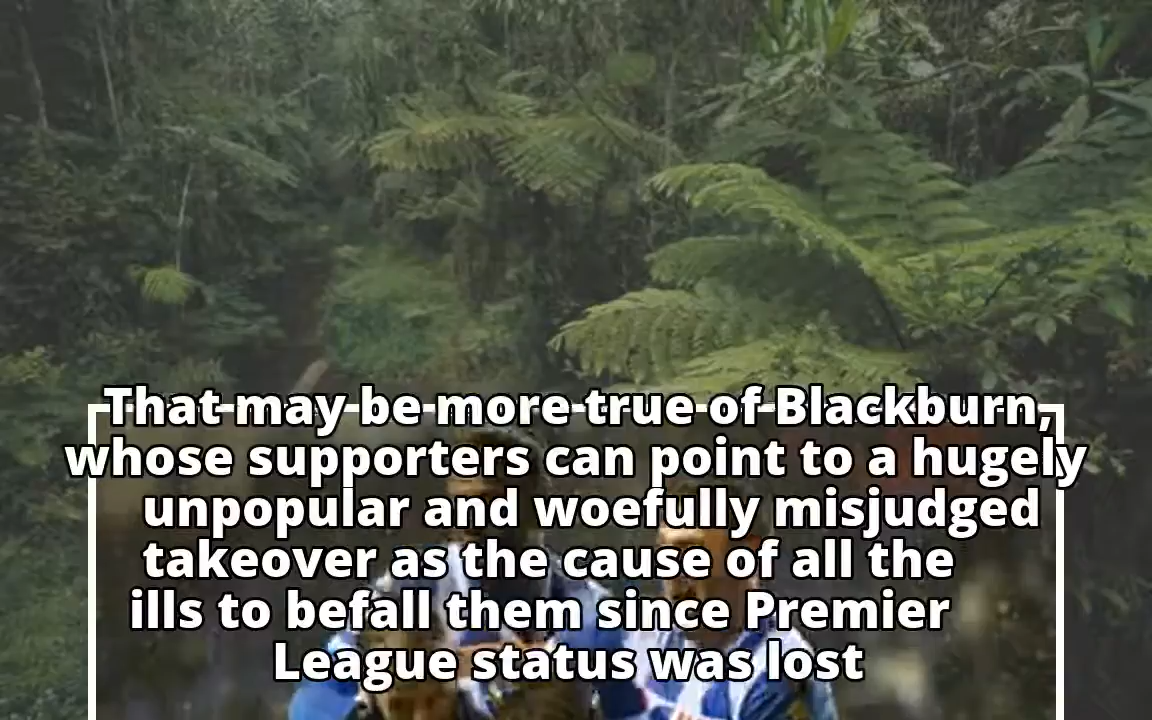 That may be more true of Blackburn,
whose supporters can point to a hugely
unpopular and woefully misjudged
takeover as the cause of all the
ills to befall them since Premier
League status was lost